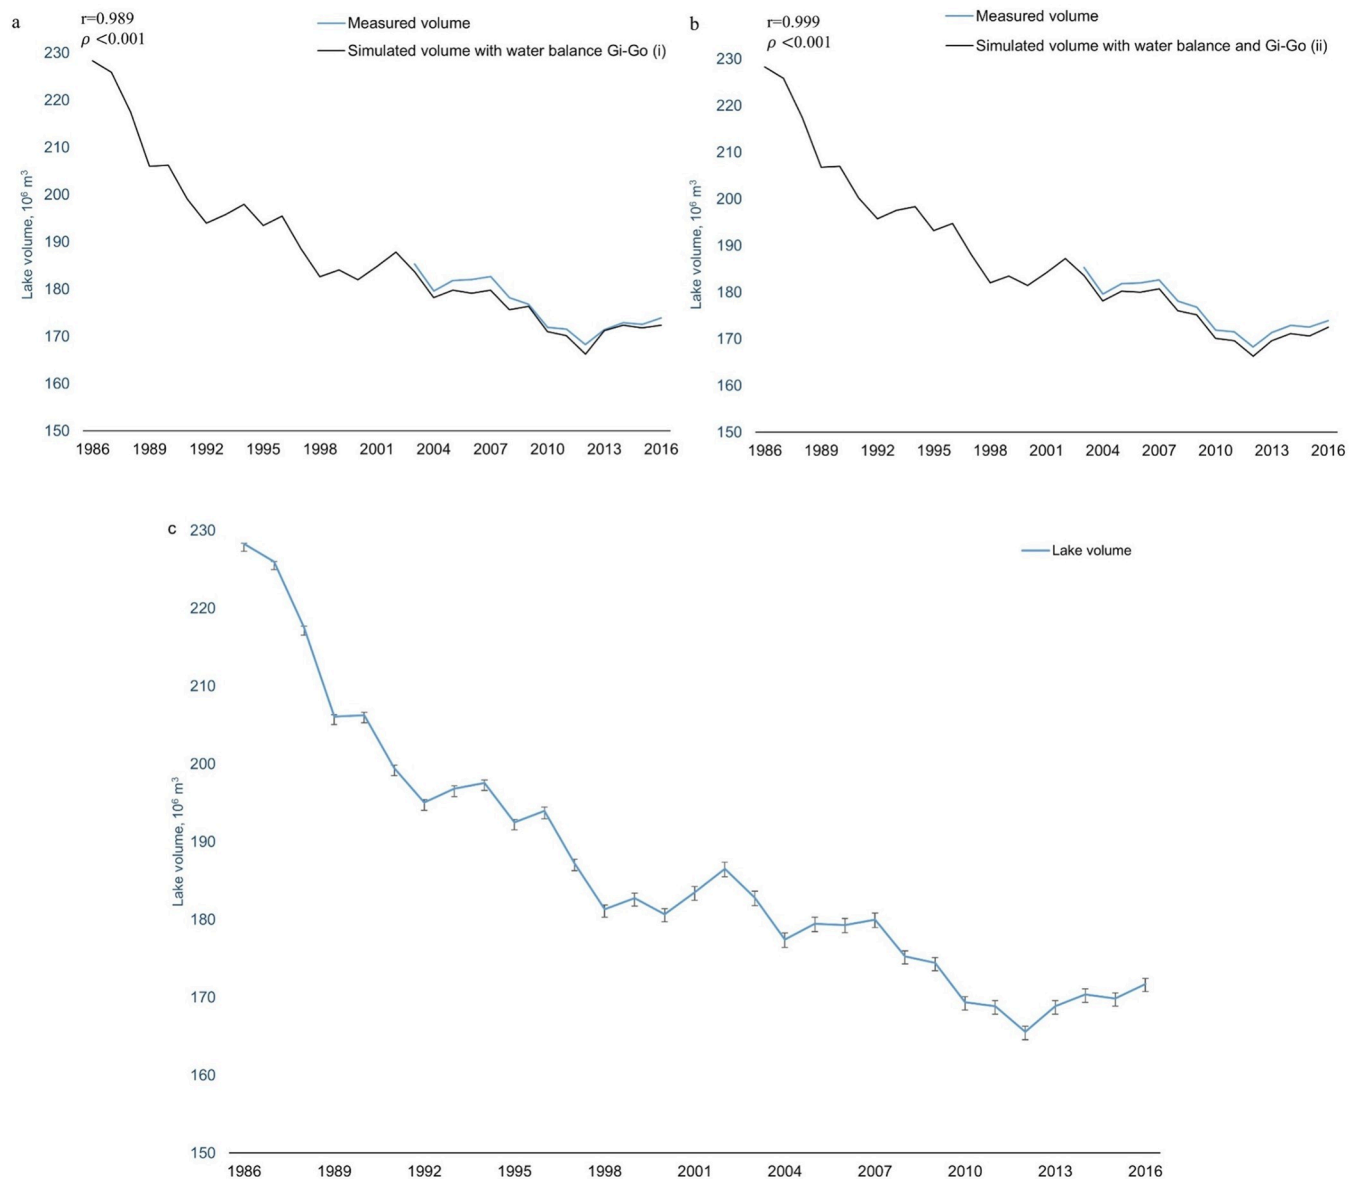 a
r=0.989
ρ <0.001
Measured volume
Simulated volume with water balance Gi-Go (i)
230
220
210
200
190
180
170
160
150
Lake volume, 10⁶ m³
1986 1989 1992 1995 1998 2001 2004 2007 2010 2013 2016
b
r=0.999
ρ <0.001
Measured volume
Simulated volume with water balance and Gi-Go (ii)
230
220
210
200
190
180
170
160
150
Lake volume, 10⁶ m³
1986 1989 1992 1995 1998 2001 2004 2007 2010 2013 2016
c
Lake volume
230
220
210
200
190
180
170
160
150
Lake volume, 10⁶ m³
1986 1989 1992 1995 1998 2001 2004 2007 2010 2013 2016